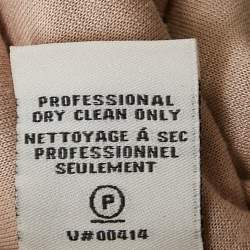 PROFESSIONAL
DRY CLEAN ONLY
NETTOYAGE Á SEC
PROFESSIONNEL
SEULEMENT
P
U#00414